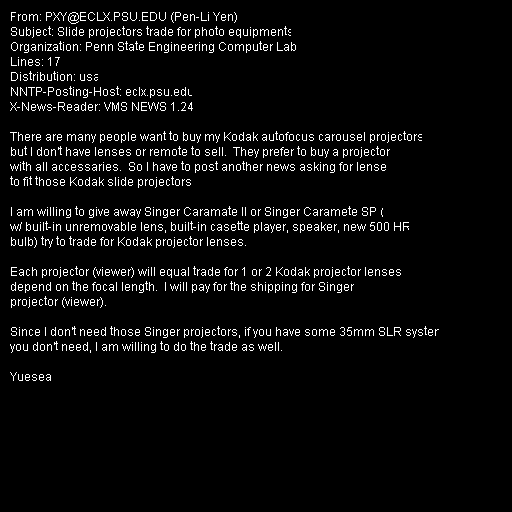 From: PXY@ECLX.PSU.EDU (Pen-Li Yen)
Subject: Slide projectors trade for photo equipments
Organization: Penn State Engineering Computer Lab
Lines: 17
Distribution: usa
NNTP-Posting-Host: eclx.psu.edu
X-News-Reader: VMS NEWS 1.24
There are many people want to buy my Kodak autofocus carousel projectors
but I don't have lenses or remote to sell.  They prefer to buy a projector
with all accessaries.  So I have to post another news asking for lense
to fit those Kodak slide projectors
I am willing to give away Singer Caramate II or Singer Caramete SP (
w/ built-in unremovable lens, built-in casette player, speaker, new 500 HR
bulb) try to trade for Kodak projector lenses.
Each projector (viewer) will equal trade for 1 or 2 Kodak projector lenses
depend on the focal length.  I will pay for the shipping for Singer
projector (viewer).
Since I don't need those Singer projectors, if you have some 35mm SLR system
you don't need, I am willing to do the trade as well.
Yuesea